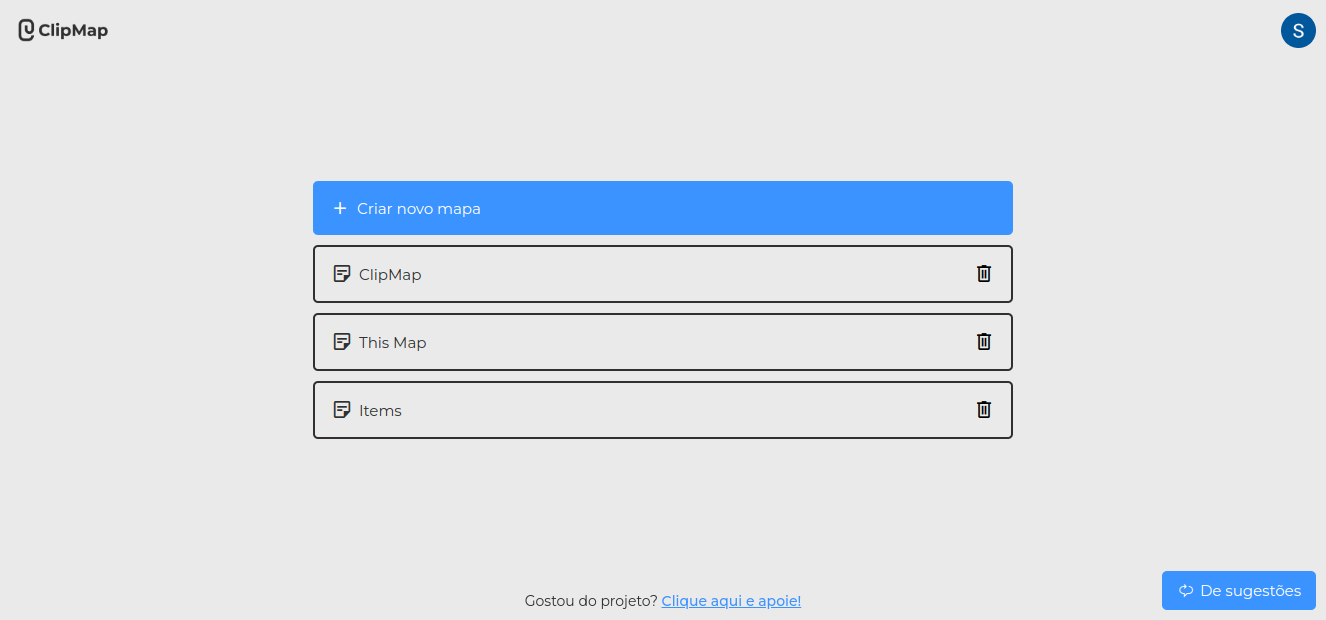 ClipMap
S
Criar novo mapa
ClipMap
This Map
Items
Gostou do projeto? Clique aqui e apoie!
De sugestões